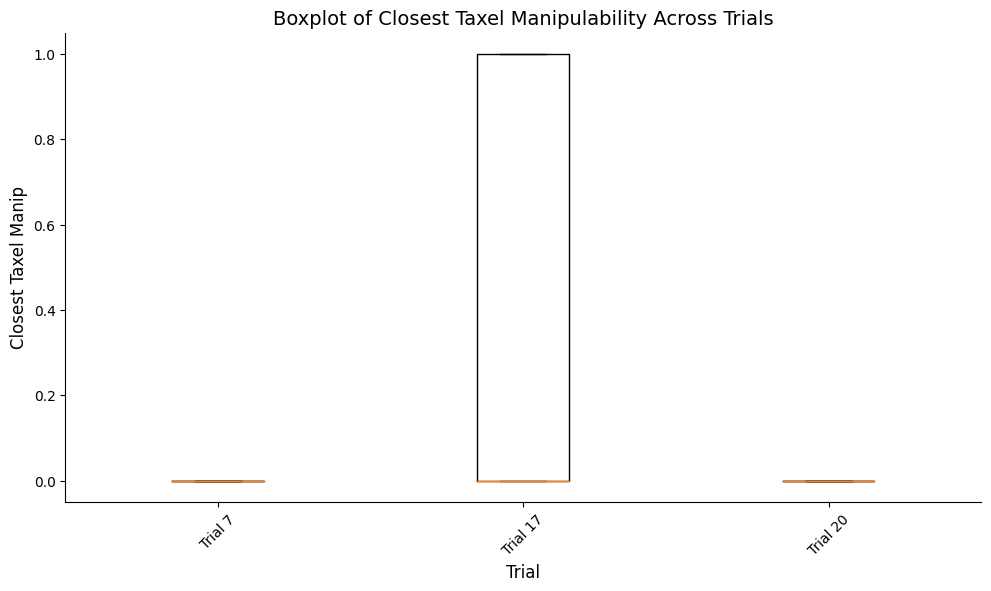 Boxplot of Closest Taxel Manipulability Across Trials
Closest Taxel Manip
1.0
0.8
0.6
0.4
0.2
0.0
Trial 7
Trial 17
Trial 20
Trial